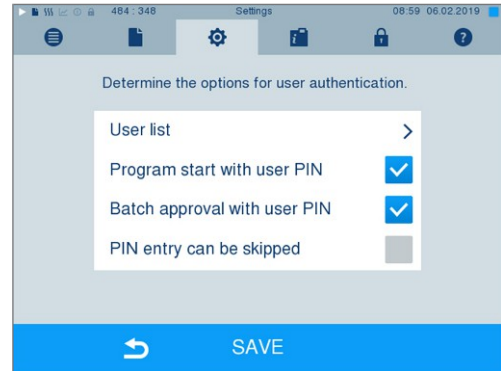 484 : 348 Settings 08:59 06.02.2019
Determine the options for user authentication.
User list
Program start with user PIN
Batch approval with user PIN
PIN entry can be skipped
SAVE